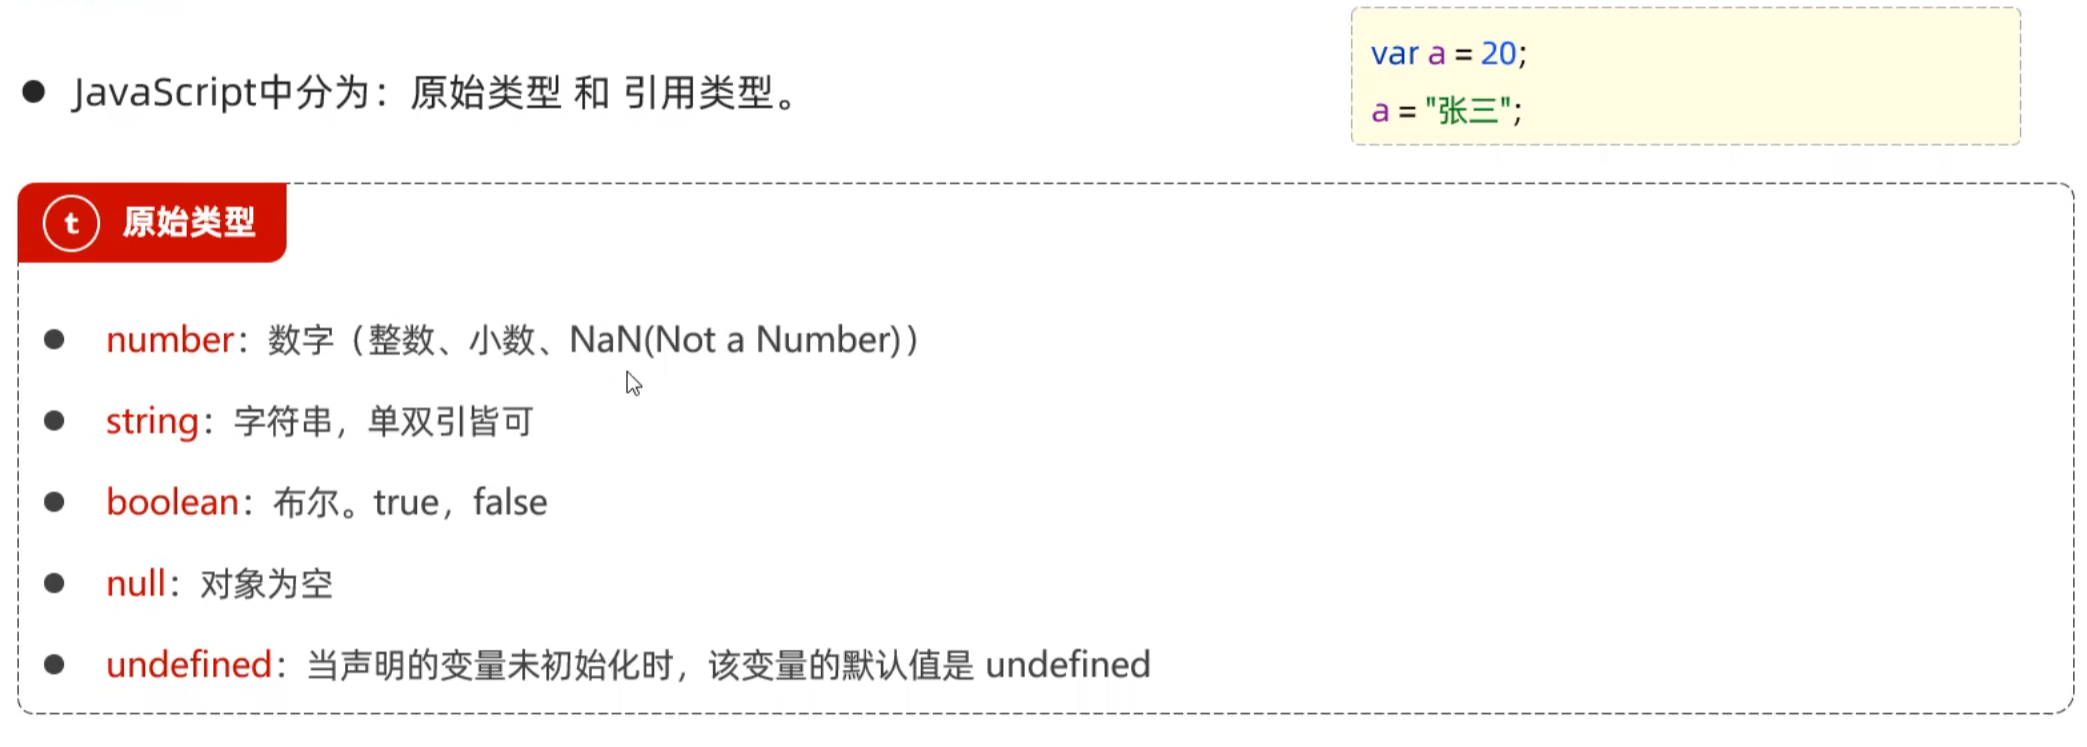 JavaScript中分为：原始类型 和 引用类型。
var a = 20;
a = "张三";
t 原始类型
number：数字（整数、小数、NaN(Not a Number)）
string：字符串，单双引皆可
boolean：布尔。true，false
null：对象为空
undefined：当声明的变量未初始化时，该变量的默认值是 undefined